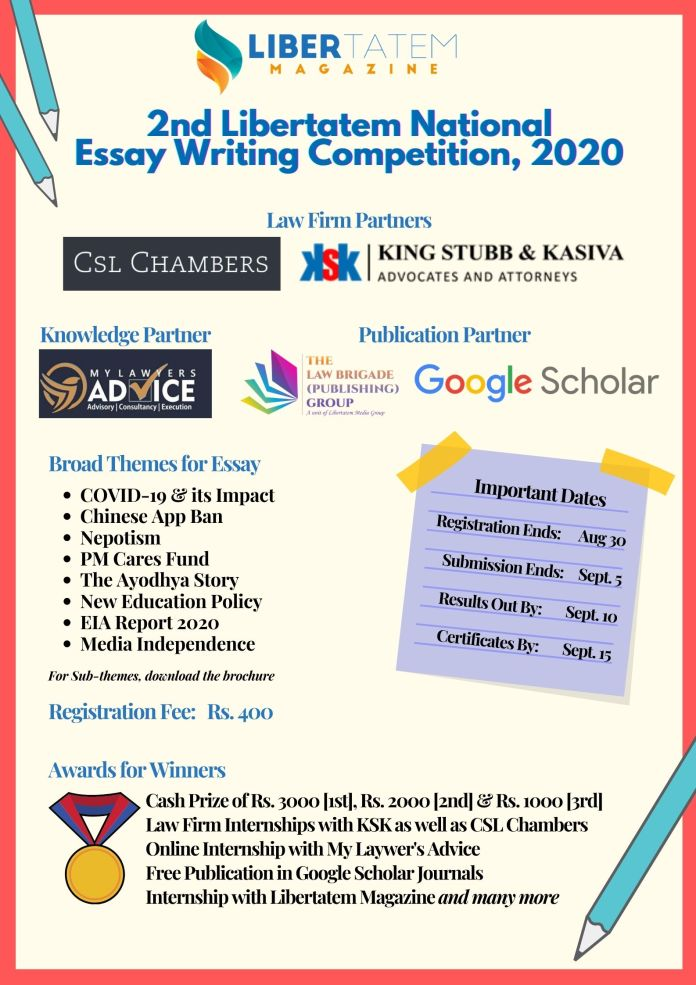 LIBERTATEM
MAGAZINE
2nd Libertatem National
Essay Writing Competition, 2020
Law Firm Partners
CSL CHAMBERS
KSK
KING STUBB & KASIVA
ADVOCATES AND ATTORNEYS
Knowledge Partner
MY LAWYERS
ADVICE
Advisory | Consultancy | Execution
Publication Partner
THE
LAW BRIGADE
(PUBLISHING)
GROUP
A unit of Libertatem Media Group
Google Scholar
Broad Themes for Essay
• COVID-19 & its Impact
• Chinese App Ban
• Nepotism
• PM Cares Fund
• The Ayodhya Story
• New Education Policy
• EIA Report 2020
• Media Independence
For Sub-themes, download the brochure
Important Dates
Registration Ends: Aug 30
Submission Ends: Sept. 5
Results Out By: Sept. 10
Certificates By: Sept. 15
Registration Fee: Rs. 400
Awards for Winners
Cash Prize of Rs. 3000 [1st], Rs. 2000 [2nd] & Rs. 1000 [3rd]
Law Firm Internships with KSK as well as CSL Chambers
Online Internship with My Laywer's Advice
Free Publication in Google Scholar Journals
Internship with Libertatem Magazine and many more